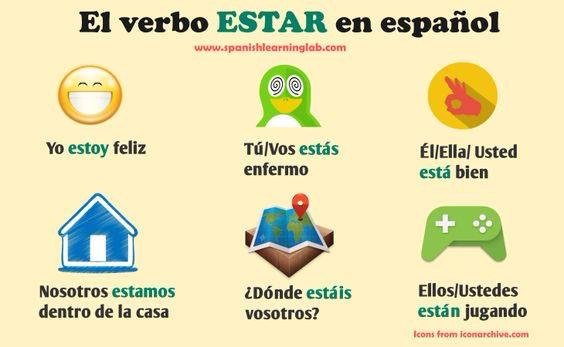 El verbo ESTAR en español
www.spanishlearninglab.com
Yo estoy feliz
Tú/Vos estás
enfermo
Él/Ella/ Usted
está bien
Nosotros estamos
dentro de la casa
¿Dónde estáis
vosotros?
Ellos/Ustedes
están jugando
Icons from iconarchive.com